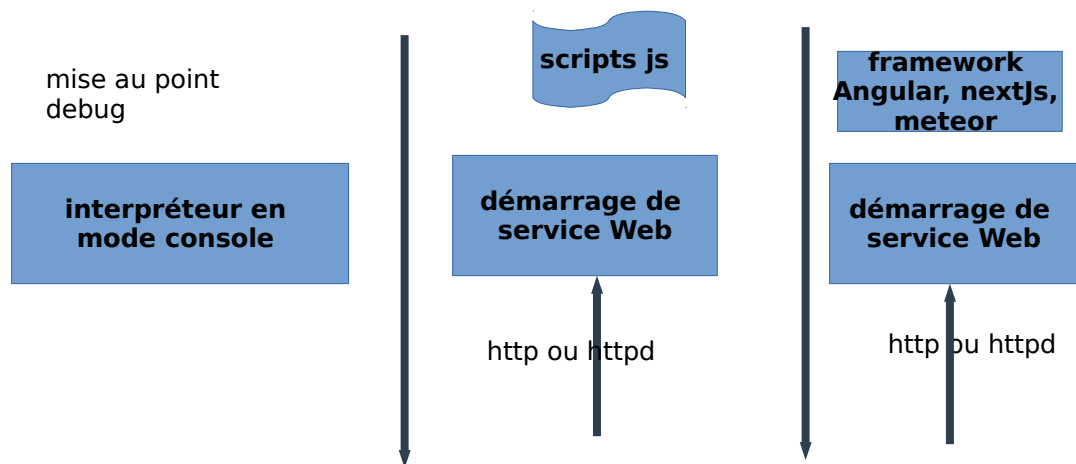 mise au point
debug
interpréteur en
mode console
scripts js
démarrage de
service Web
http ou httpd
framework
Angular, nextJs,
meteor
démarrage de
service Web
http ou httpd